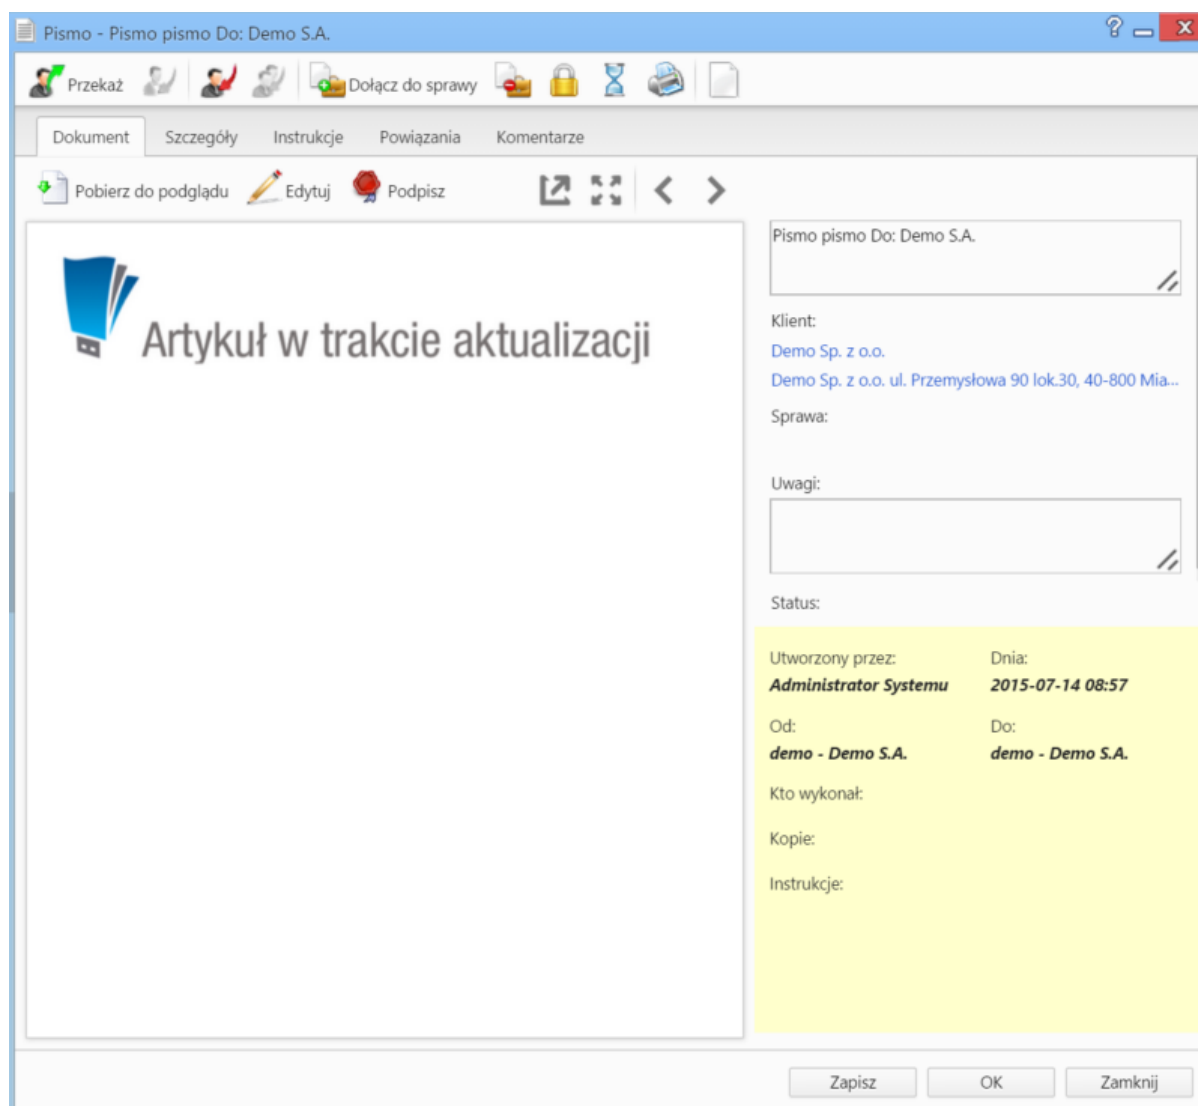 Pismo - Pismo pismo Do: Demo S.A.
Przekaż Dołącz do sprawy
Dokument Szczegóły Instrukcje Powiązania Komentarze
Pobierz do podglądu Edytuj Podpisz
Artykuł w trakcie aktualizacji
Pismo pismo Do: Demo S.A.
Klient:
Demo Sp. z o.o.
Demo Sp. z o.o. ul. Przemysłowa 90 lok.30, 40-800 Mia...
Sprawa:
Uwagi:
Status:
Utworzony przez: Dnia:
Administrator Systemu 2015-07-14 08:57
Od: Do:
demo - Demo S.A. demo - Demo S.A.
Kto wykonał:
Kopie:
Instrukcje:
Zapisz OK Zamknij